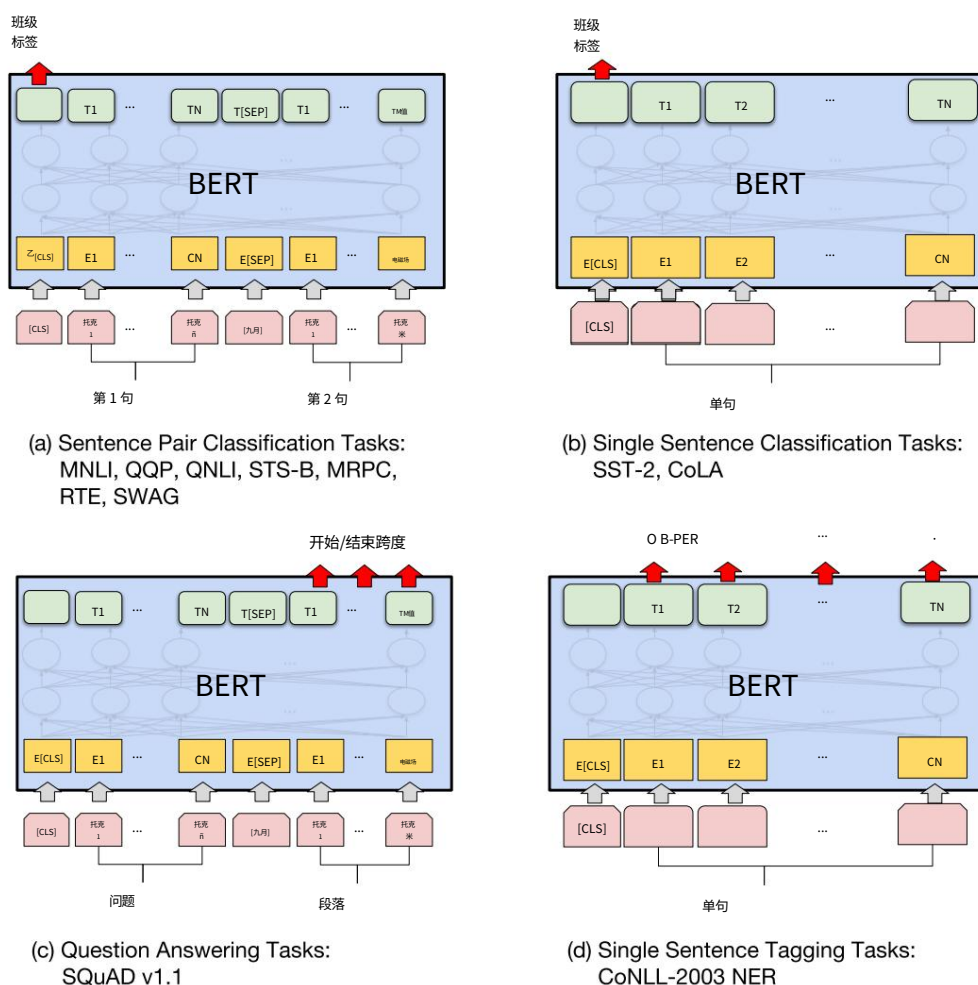 班级
标签
T1 ... TN T[SEP] T1 ... TM值
BERT
乙[CLS] E1 ... CN E[SEP] E1 ... 电磁场
[CLS] 托克 1 ... 托克 ñ [九月] 托克 1 ... 托克 米
第 1 句 第 2 句
(a) Sentence Pair Classification Tasks:
MNLI, QQP, QNLI, STS-B, MRPC,
RTE, SWAG
班级
标签
T1 T2 ... TN
BERT
E[CLS] E1 E2 ... CN
[CLS] ...
单句
(b) Single Sentence Classification Tasks:
SST-2, CoLA
开始/结束跨度
T1 ... TN T[SEP] T1 ... TM值
BERT
E[CLS] E1 ... CN E[SEP] E1 ... 电磁场
[CLS] 托克 1 ... 托克 ñ [九月] 托克 1 ... 托克 米
问题 段落
(c) Question Answering Tasks:
SQuAD v1.1
O B-PER ... .
T1 T2 ... TN
BERT
E[CLS] E1 E2 ... CN
[CLS] ...
单句
(d) Single Sentence Tagging Tasks:
CoNLL-2003 NER